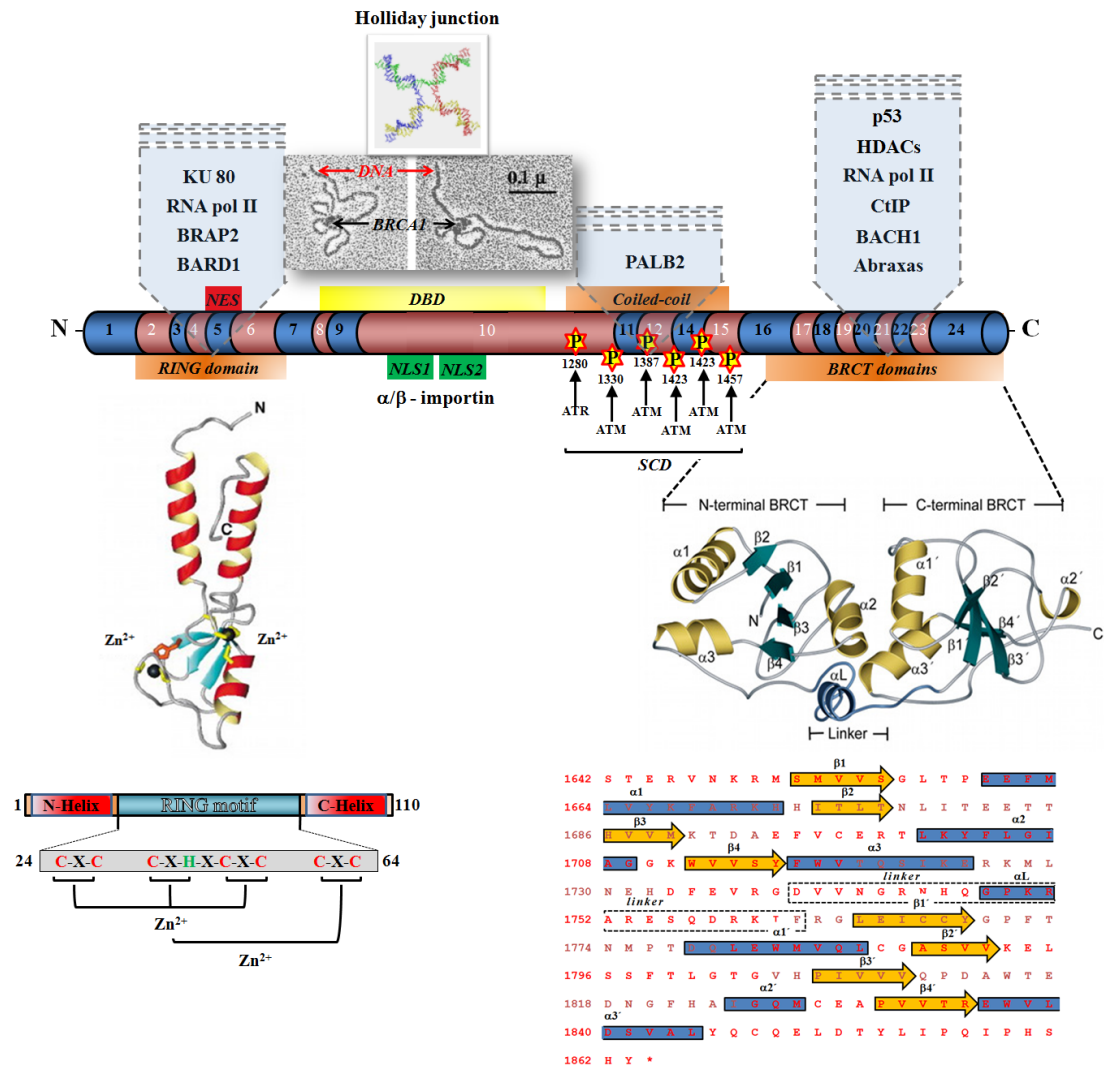 Holliday junction
KU 80
RNA pol II
BRAP2
BARD1
DNA
0.1 µ
BRCA1
PALB2
p53
HDACs
RNA pol II
CtIP
BACH1
Abraxas
NES
DBD
Coiled-coil
N
1 2 3 4 5 6 7 8 9 10 11 12 14 15 16 17 18 19 20 21 22 23 24
C
P P P P P P
RING domain
NLS1 NLS2
BRCT domains
1280 1330 1387 1423 1423 1457
α/β - importin
ATR ATM ATM ATM ATM ATM
SCD
N
C
Zn2+ Zn2+
N-terminal BRCT
C-terminal BRCT
α1 β2 β1 α2 N β3 α3 β4
αL
Linker
α1´ β2´ α2´ β4´ β1 β3´ α3´ C
1 N-Helix RING motif C-Helix 110
24 C-X-C C-X-H-X-C-X-C C-X-C 64
Zn2+
Zn2+
β1
1642 S T E R V N K R M S M V V S G L T P E E F M
α1 β2
1664 H I T L T N L I T E E T T
β3 α2
1686 H V V M K T D A E F V C E R T L K Y F L G I
β4 α3
1708 A G G K W V V S Y F W V T Q S I K E R K M L
linker αL
1730 N E H D F E V R G D V V N G R N H Q G P K R
linker β1´
1752 A R E S Q D R K I F R G L E I C C Y G P F T
α1´ β2´
1774 N M P T D Q L E W M V Q L C G A S V V K E L
β3´
1796 S S F T L G T G V H P I V V V Q P D A W T E
α2´ β4´
1818 D N G F H A I G Q M C E A P V V T R E W V L
α3´
1840 D S V A L Y Q C Q E L D T Y L I P Q I P H S
1862 H Y *